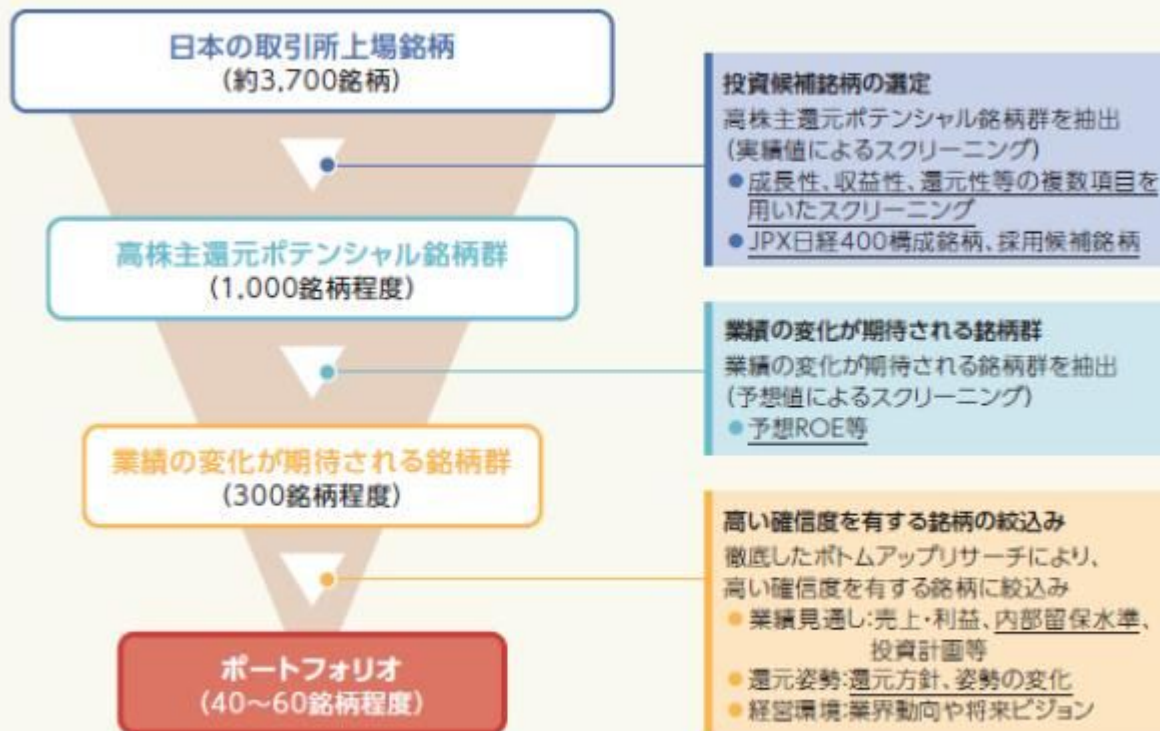 日本の取引所上場銘柄
(約3,700銘柄)
投資候補銘柄の選定
高株主還元ポテンシャル銘柄群を抽出
(実績値によるスクリーニング)
●成長性、収益性、還元性等の複数項目を
用いたスクリーニング
●JPX日経400構成銘柄、採用候補銘柄
高株主還元ポテンシャル銘柄群
(1,000銘柄程度)
業績の変化が期待される銘柄群
業績の変化が期待される銘柄群を抽出
(予想値によるスクリーニング)
●予想ROE等
業績の変化が期待される銘柄群
(300銘柄程度)
高い確信度を有する銘柄の絞込み
徹底したボトムアップリサーチにより、
高い確信度を有する銘柄に絞込み
●業績見通し:売上・利益、内部留保水準、
投資計画等
●還元姿勢:還元方針、姿勢の変化
●経営環境:業界動向や将来ビジョン
ポートフォリオ
(40〜60銘柄程度)